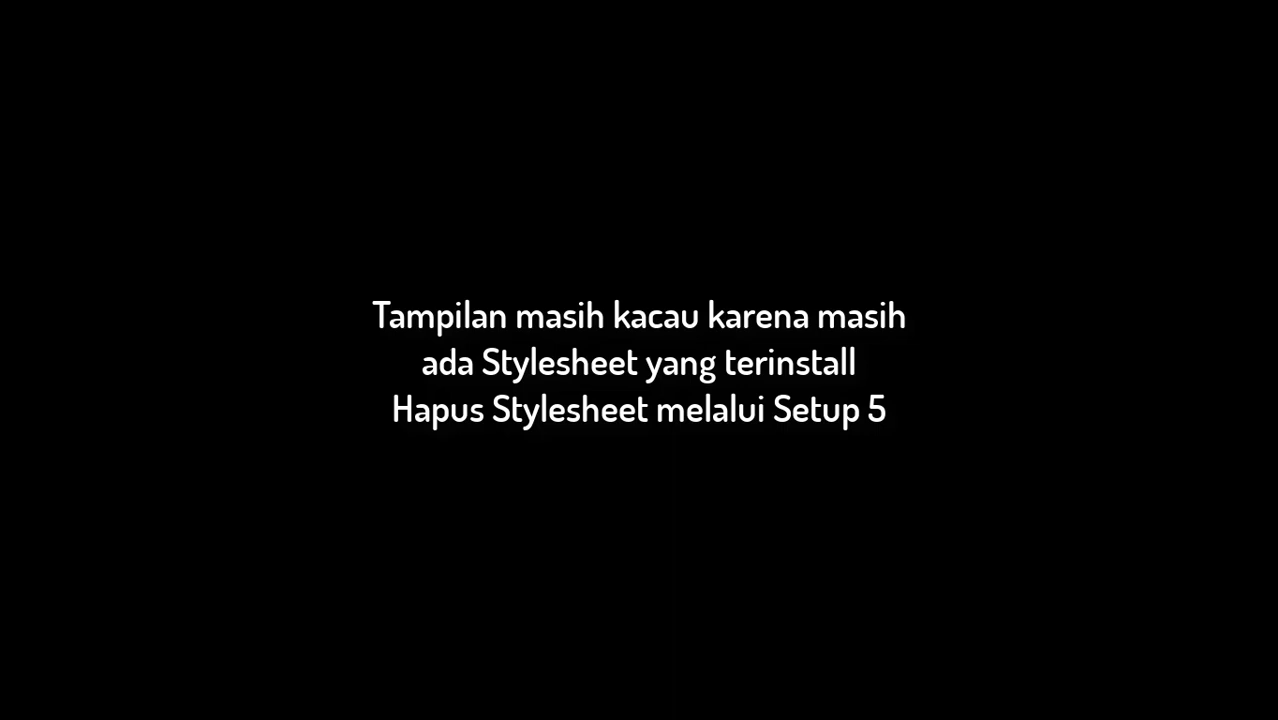 Tampilan masih kacau karena masih
ada Stylesheet yang terinstall
Hapus Stylesheet melalui Setup 5